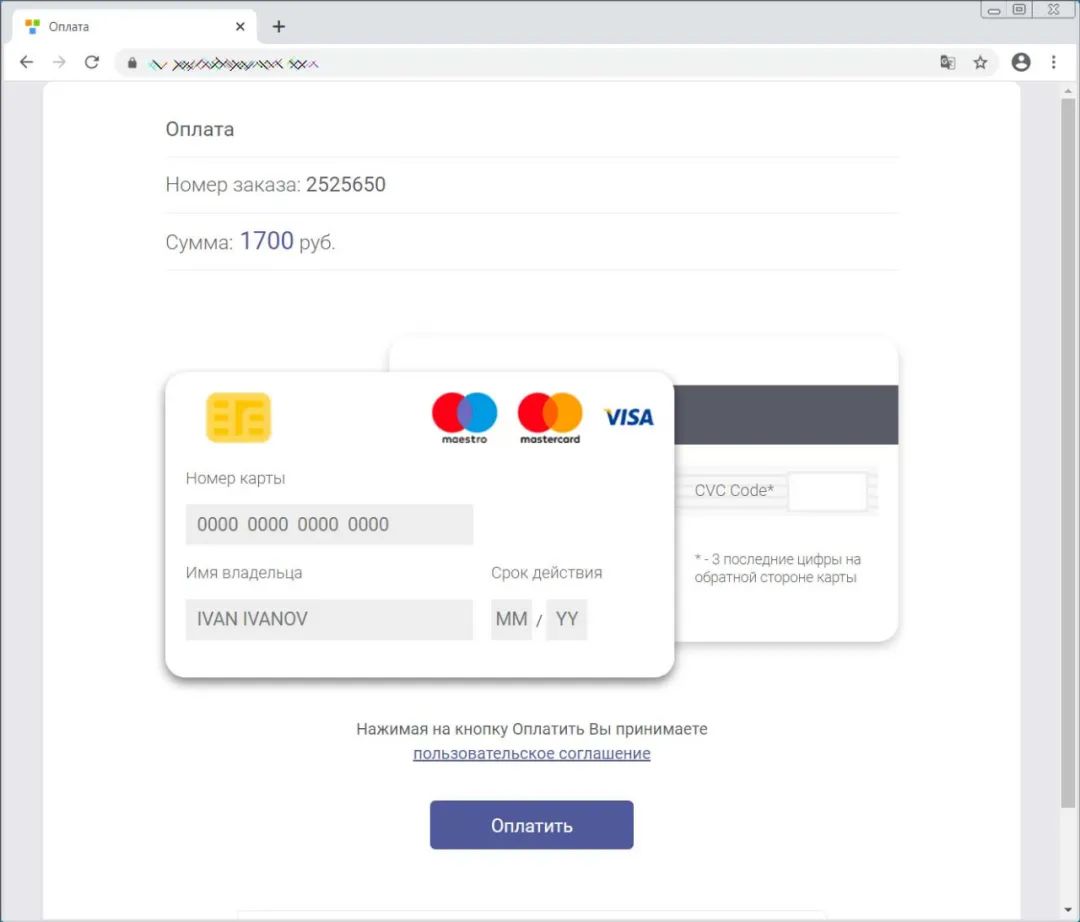 Оплата
Оплата
Номер заказа: 2525650
Сумма: 1700 руб.
maestro
mastercard
VISA
Номер карты
CVC Code*
0000 0000 0000 0000
* - 3 последние цифры на
обратной стороне карты
Имя владельца
Срок действия
IVAN IVANOV
MM / YY
Нажимая на кнопку Оплатить Вы принимаете
пользовательское соглашение
Оплатить